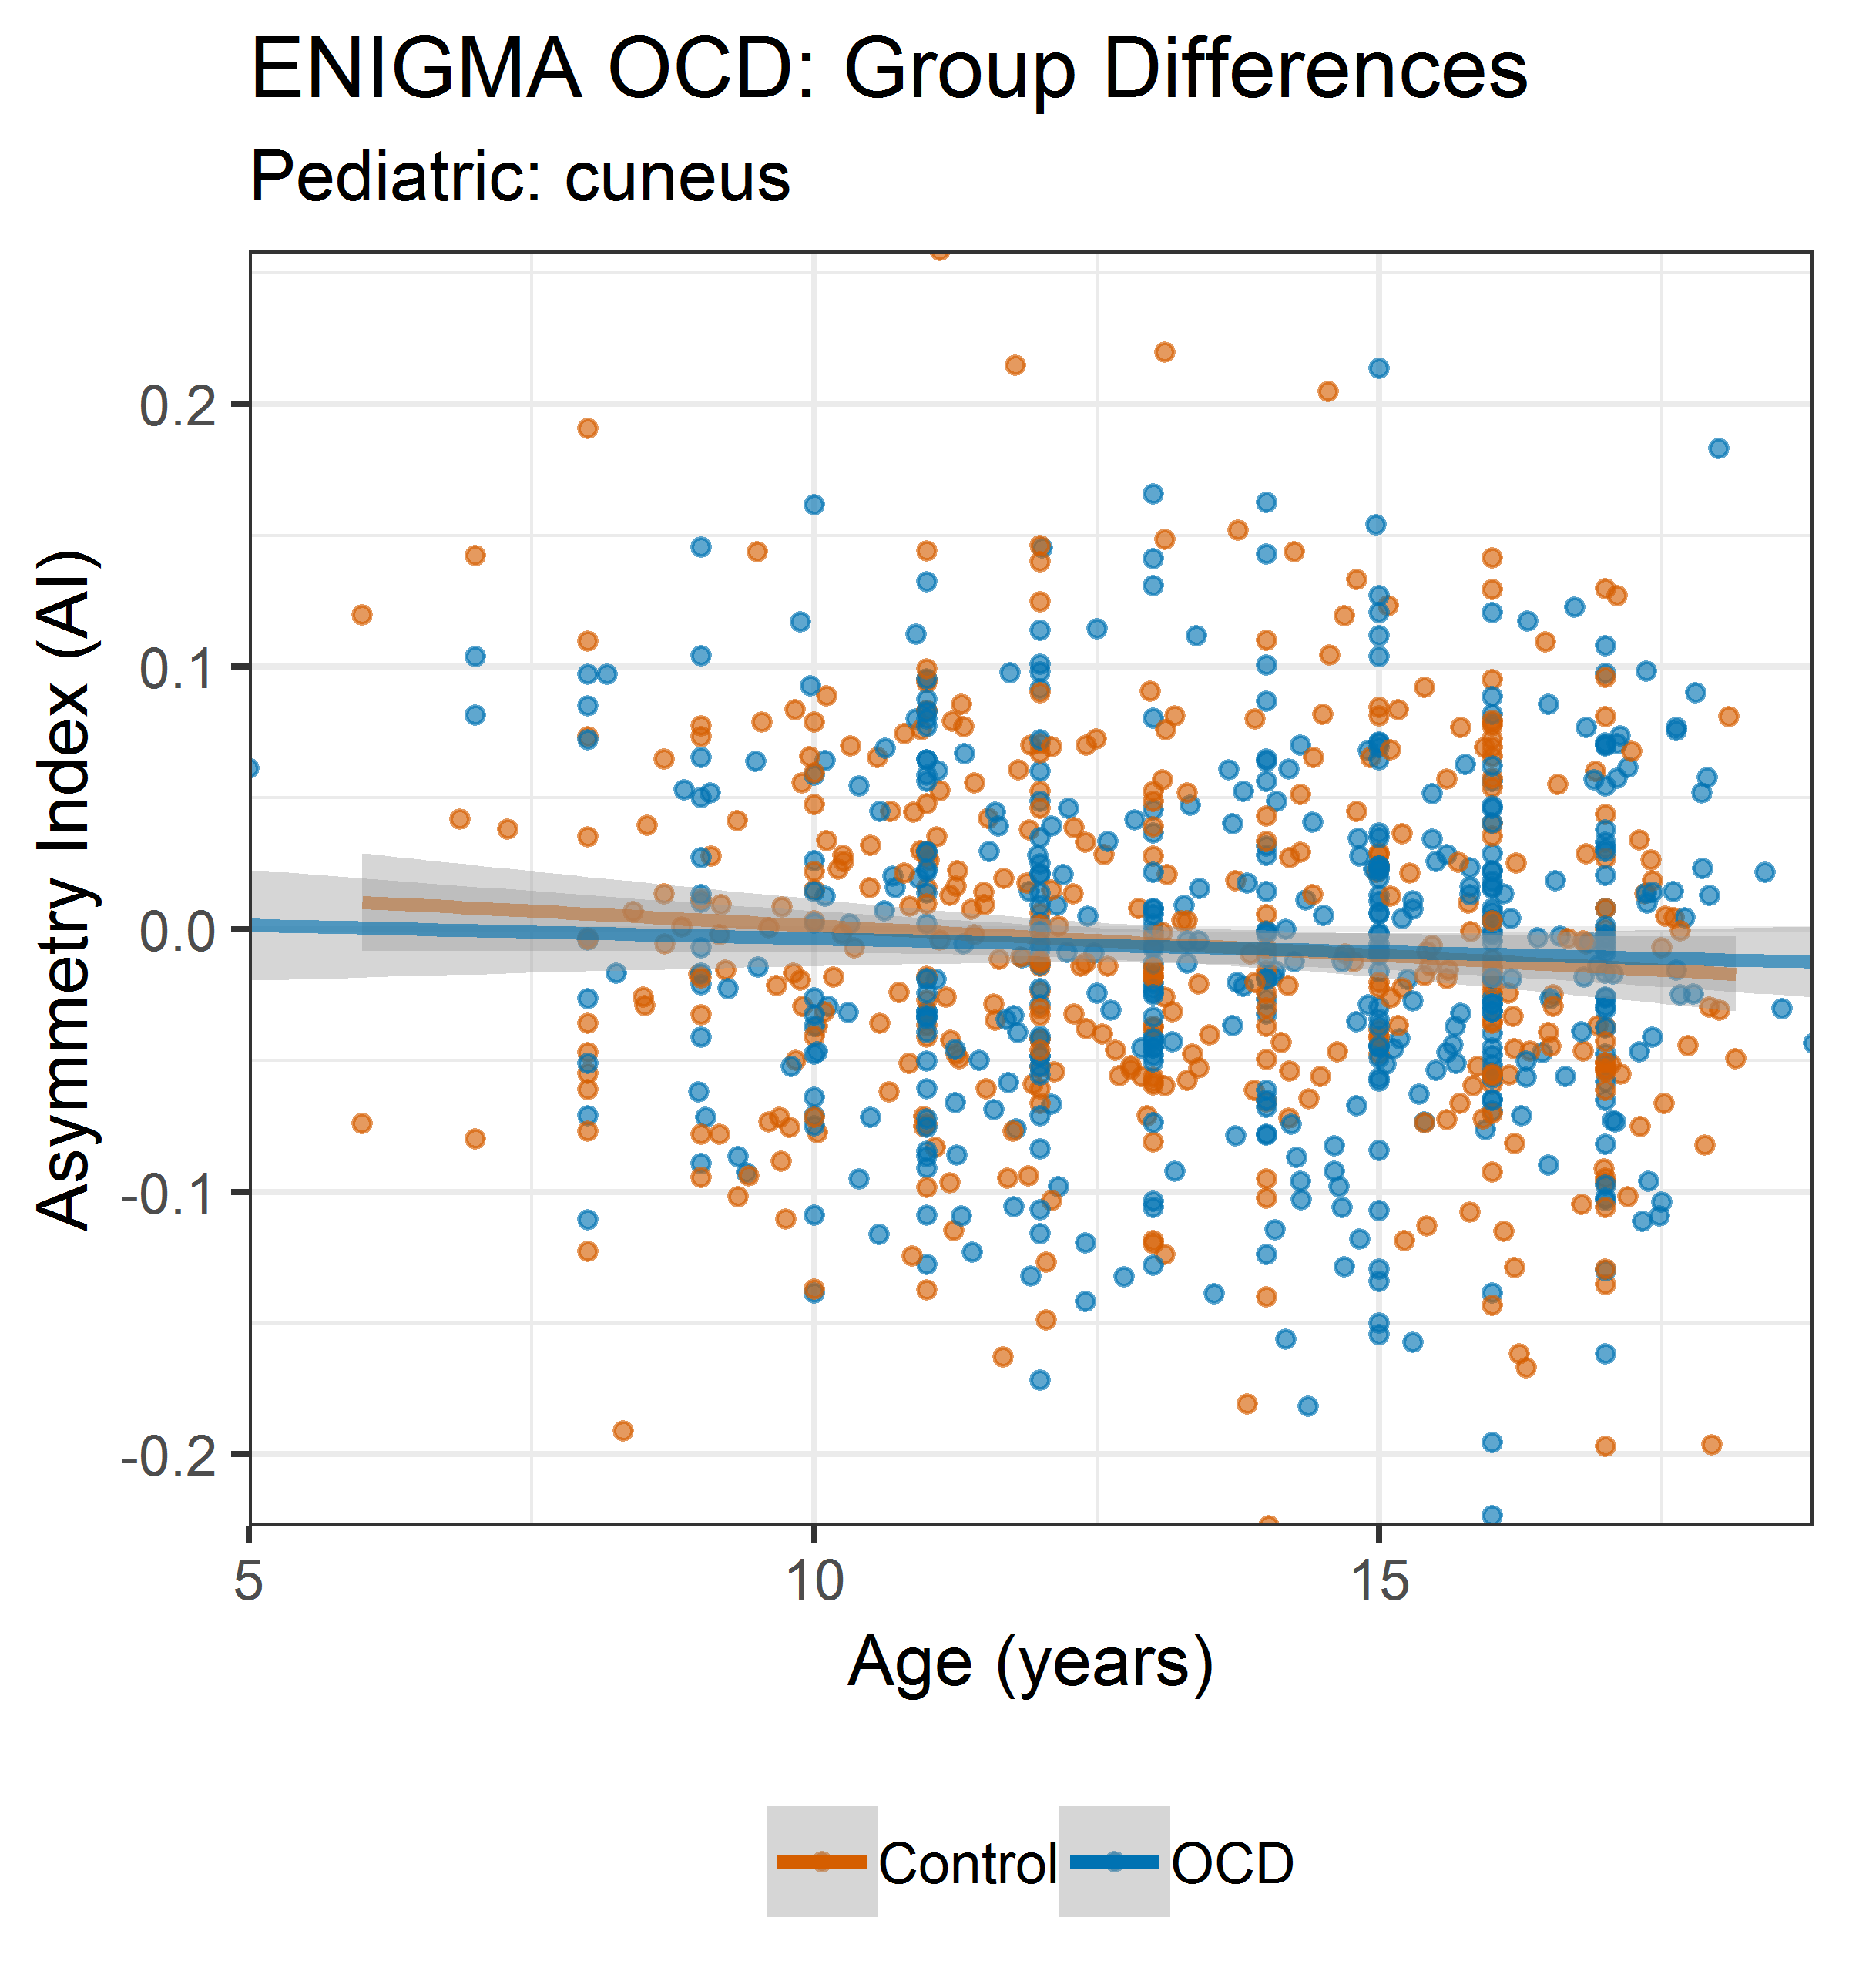 ENIGMA OCD: Group Differences
Pediatric: cuneus
Asymmetry Index (AI)
0.2
0.1
0.0
-0.1
-0.2
5 10 15
Age (years)
Control OCD